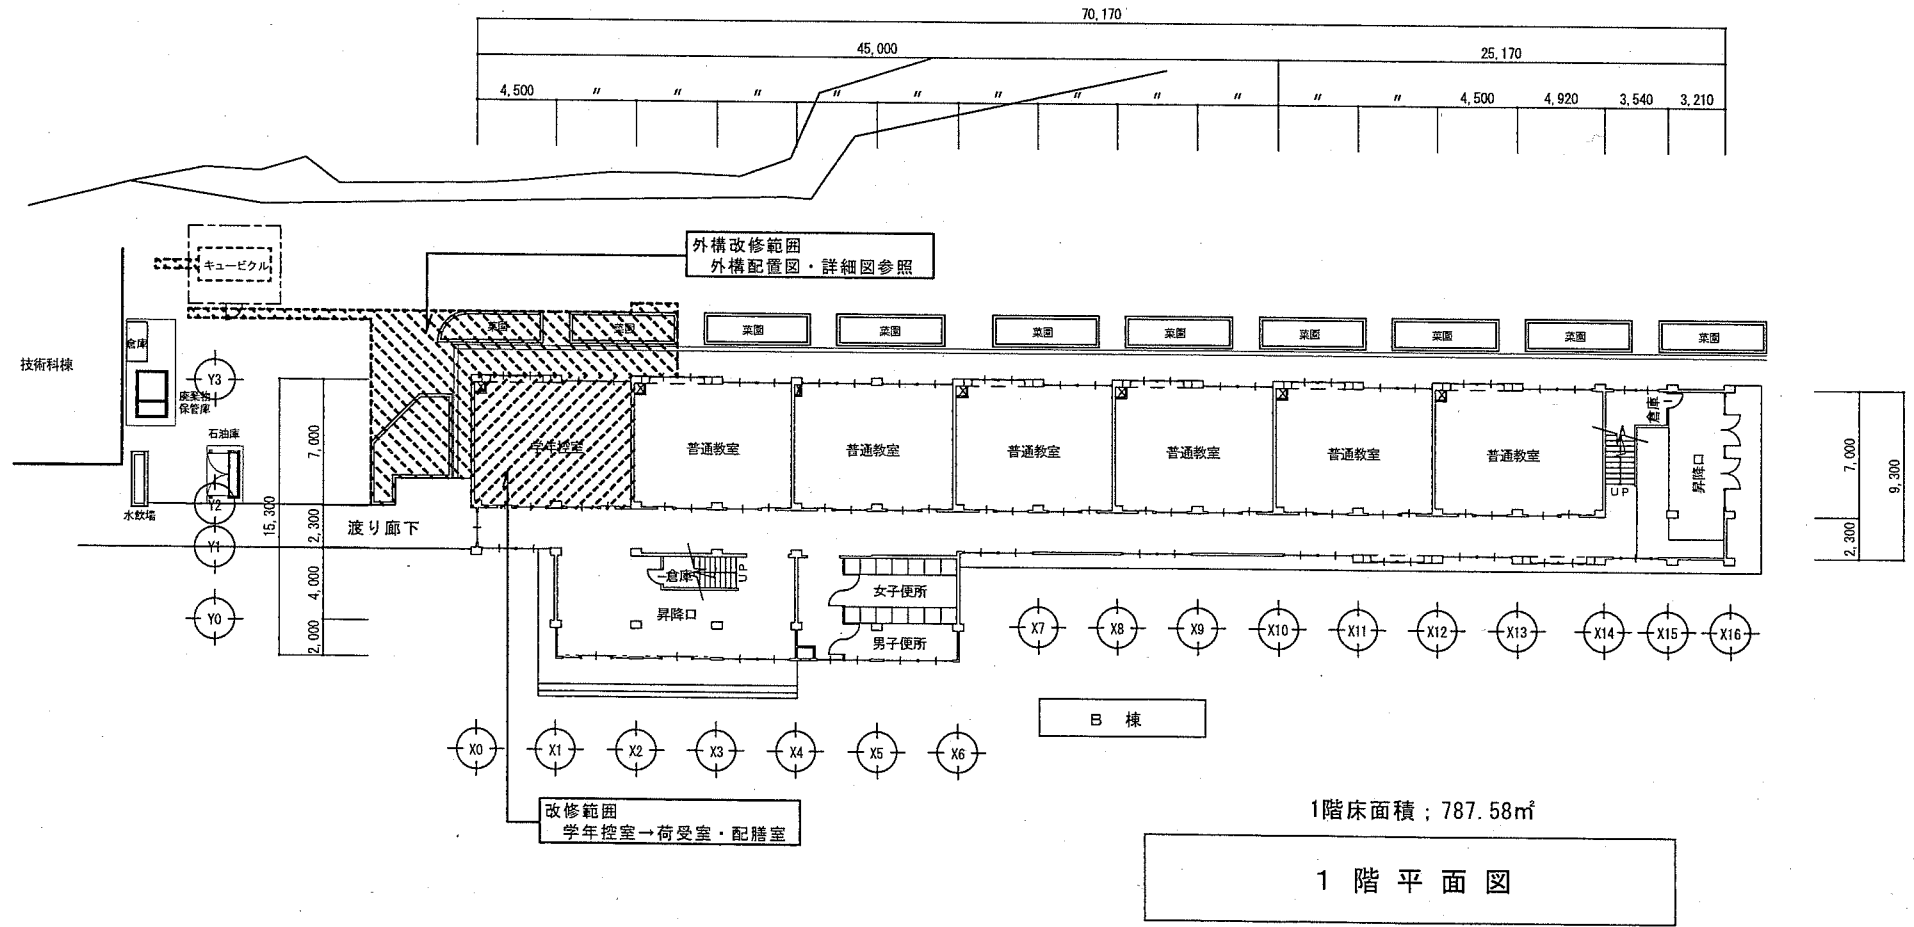 70,170
45,000
25,170
4,500 〃 〃 〃 〃 〃 〃 〃 〃 〃 〃 〃 4,500 4,920 3,540 3,210
外構改修範囲
外構配置図・詳細図参照
キュービクル
菜園 菜園 菜園 菜園 菜園 菜園 菜園 菜園 菜園 菜園
倉庫
技術科棟
Y3
廃棄物
保管庫
石油庫
Y2
水飲場
Y1
Y0
15,300
7,000
2,300
4,000
2,000
渡り廊下
学年控室 普通教室 普通教室 普通教室 普通教室 普通教室 普通教室
倉庫
UP
昇降口
7,000
2,300
9,300
倉庫
UP
昇降口
女子便所
男子便所
X7 X8 X9 X10 X11 X12 X13 X14 X15 X16
B 棟
X0 X1 X2 X3 X4 X5 X6
改修範囲
学年控室→荷受室・配膳室
1階床面積;787.58㎡
1 階 平 面 図